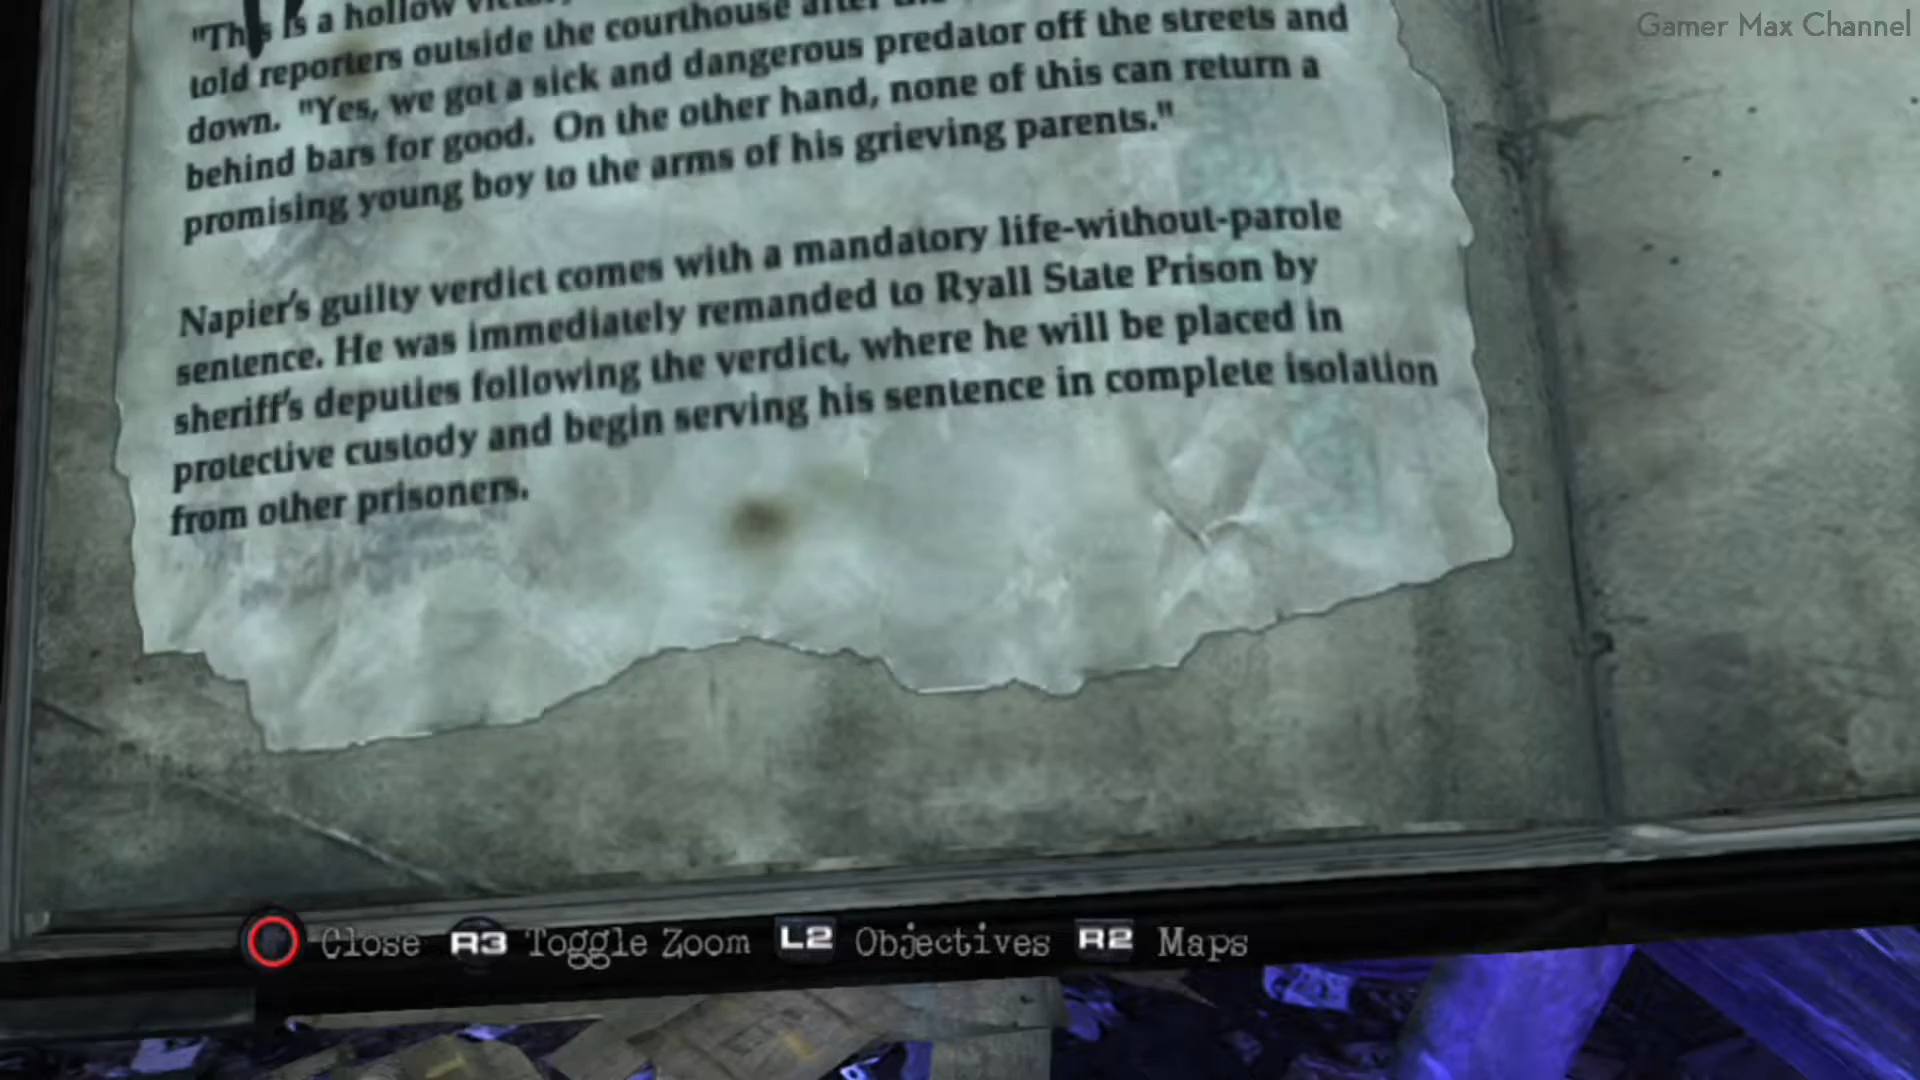 Gamer Max Channel
"This is a hollow
told reporters outside the courthouse after
down. "Yes, we got a sick and dangerous predator off the streets and
behind bars for good. On the other hand, none of this can return a
promising young boy to the arms of his grieving parents."
Napier's guilty verdict comes with a mandatory life-without-parole
sentence. He was immediately remanded to Ryall State Prison by
sheriff's deputies following the verdict, where he will be placed in
protective custody and begin serving his sentence in complete isolation
from other prisoners.
Close R3 Toggle Zoom L2 Objectives R2 Maps